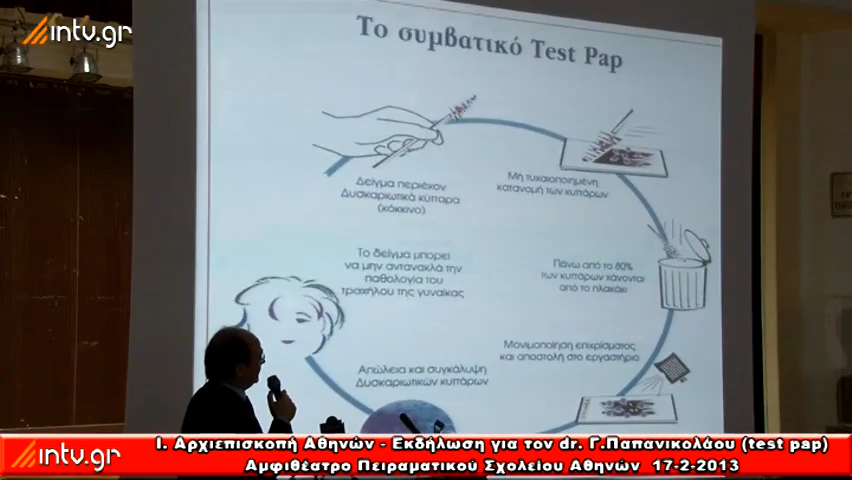 intv.gr
Το συμβατικό Test Pap
Δείγμα περιέχον
Δυσκαριωτικά κύτταρα
(κόκκινο)
Μή τυχαιοποιημένη
κατανομή των κυττάρων
Το δείγμα μπορεί
να μην αντανακλά την
παθολογία του
τραχήλου της γυναίκας
Πάνω από το 80%
των κυττάρων χάνονται
από το πλακάκι
Μονιμοποίηση επιχρίσματος
και αποστολή στο εργαστήριο
Απώλεια και συγκάλυψη
Δυσκαριωτικών κυττάρων
intv.gr
Ι. Αρχιεπισκοπή Αθηνών - Εκδήλωση για τον dr. Γ.Παπανικολάου (test pap)
Αμφιθέατρο Πειραματικού Σχολείου Αθηνών 17-2-2013